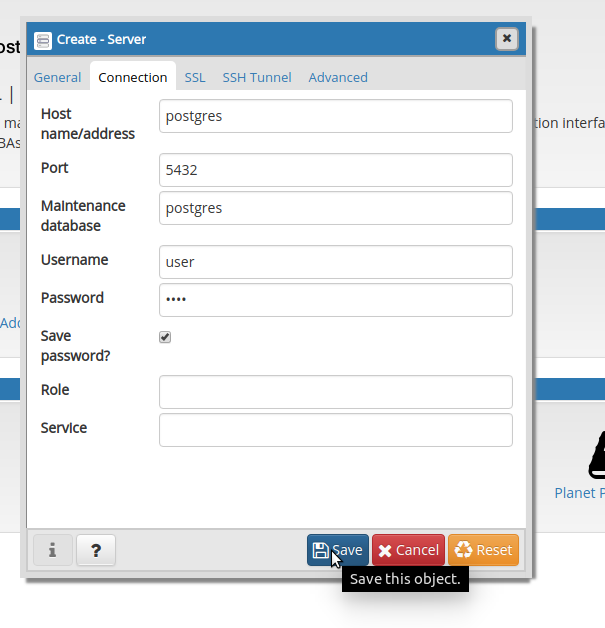 ost
Create - Server
General Connection SSL SSH Tunnel Advanced
Host name/address
postgres
ma
tion interfa
BAs
Port
5432
Maintenance database
postgres
Username
user
Password
••••
Add
Save password?
Role
Service
Planet P
i ? Save Cancel Reset
Save this object.